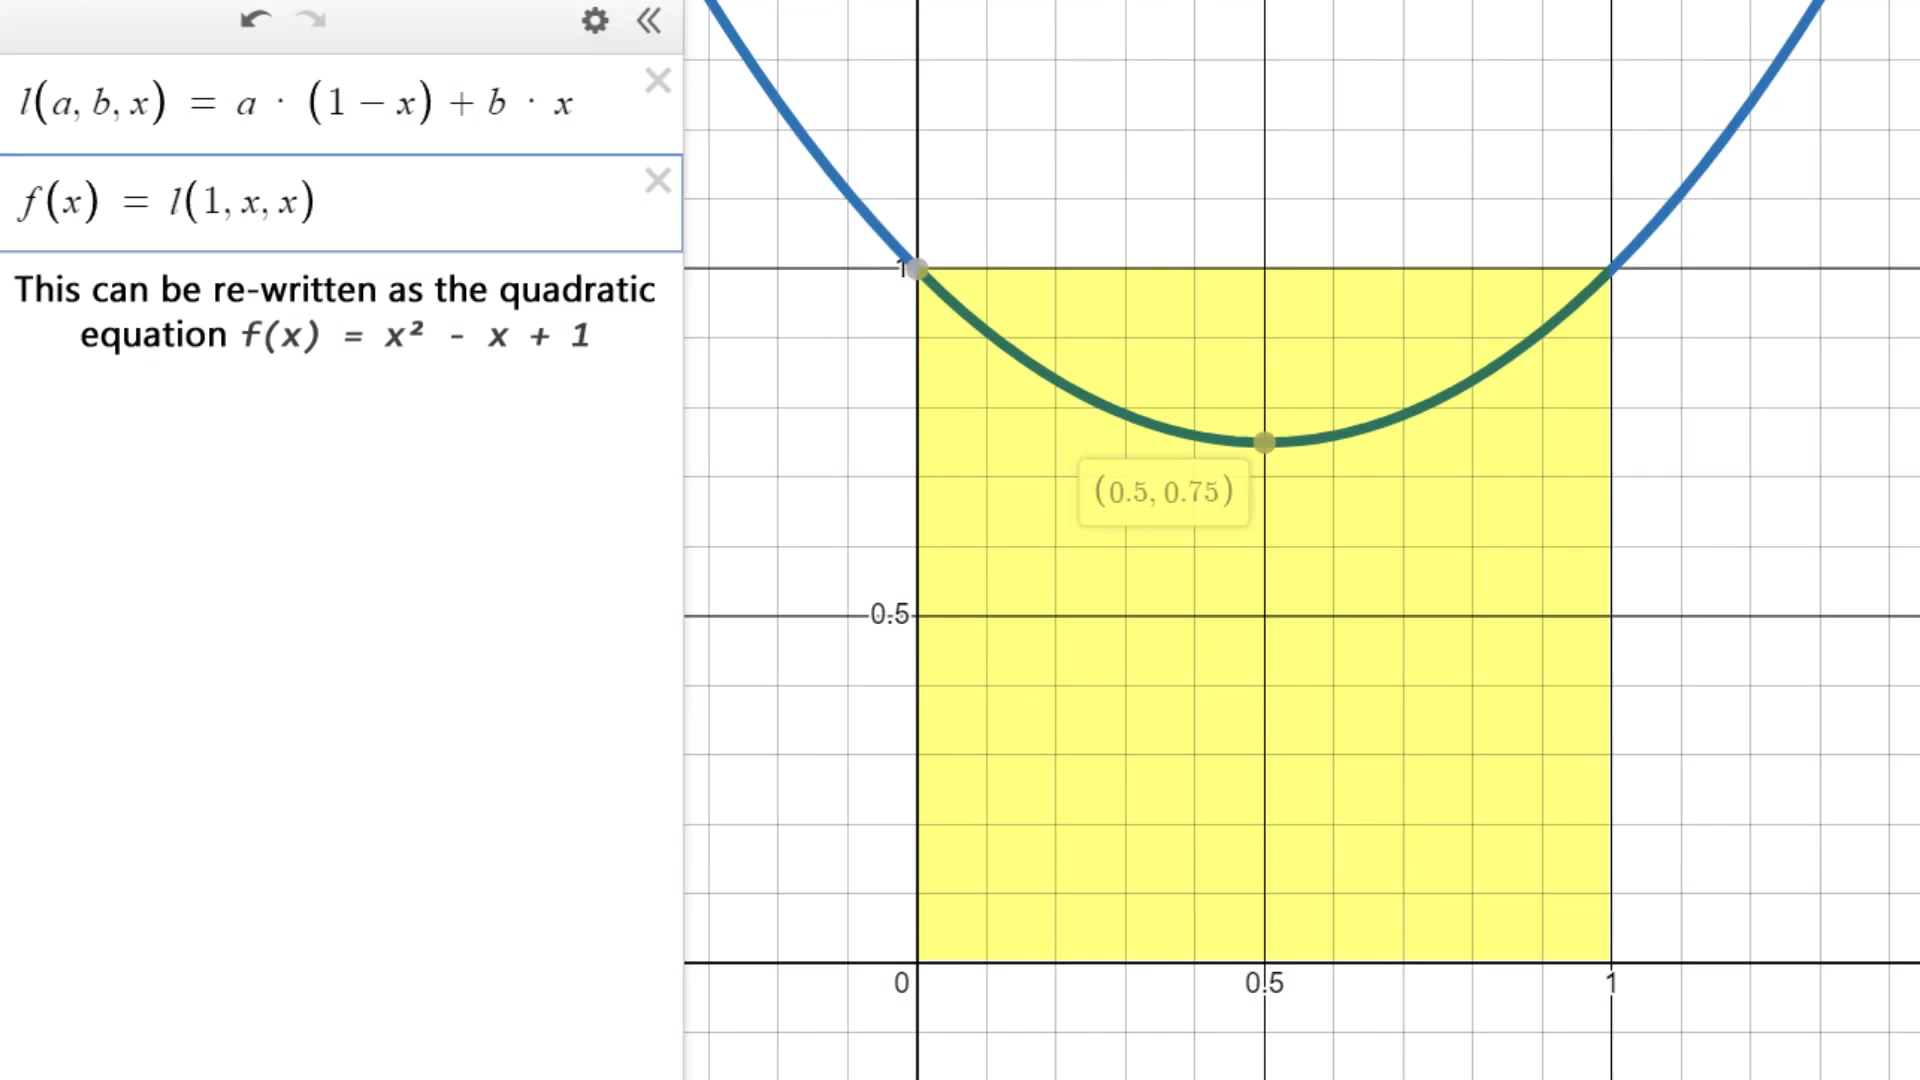 l(a, b, x) = a · (1 − x) + b · x
f(x) = l(1, x, x)
This can be re-written as the quadratic
equation f(x) = x² - x + 1
1
(0.5, 0.75)
0.5
0 0.5 1